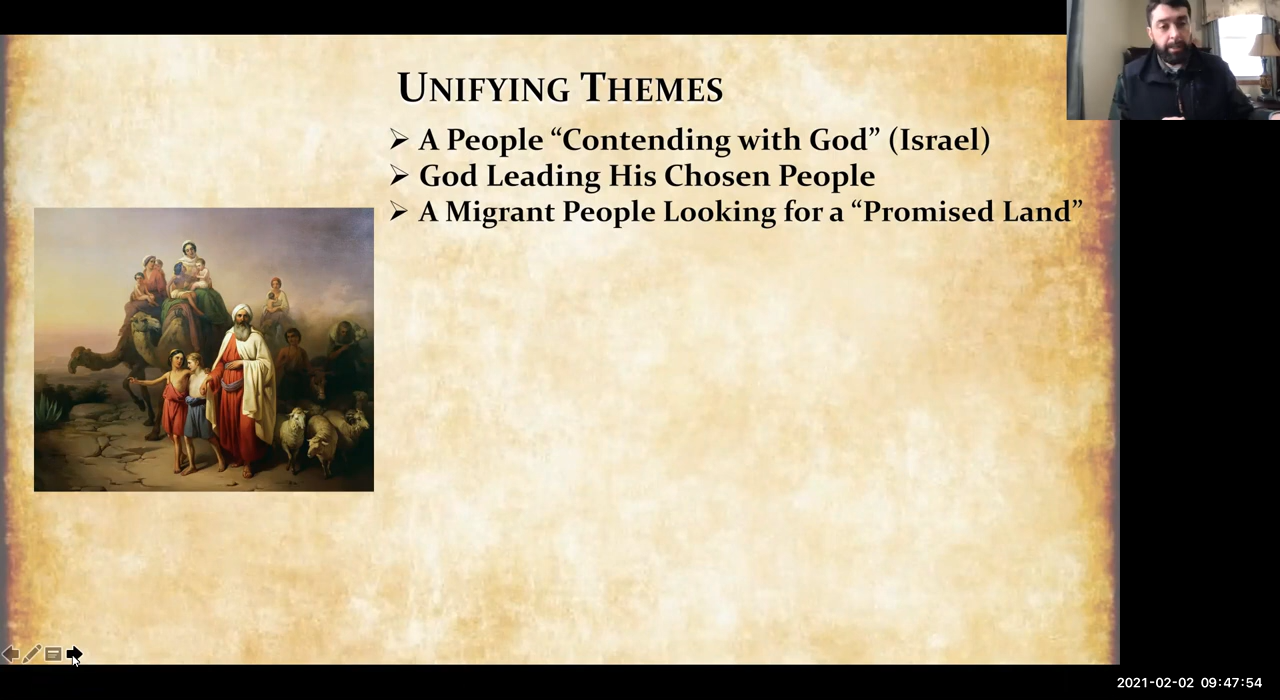 UNIFYING THEMES
➢ A People “Contending with God” (Israel)
➢ God Leading His Chosen People
➢ A Migrant People Looking for a “Promised Land”
2021-02-02 09:47:54